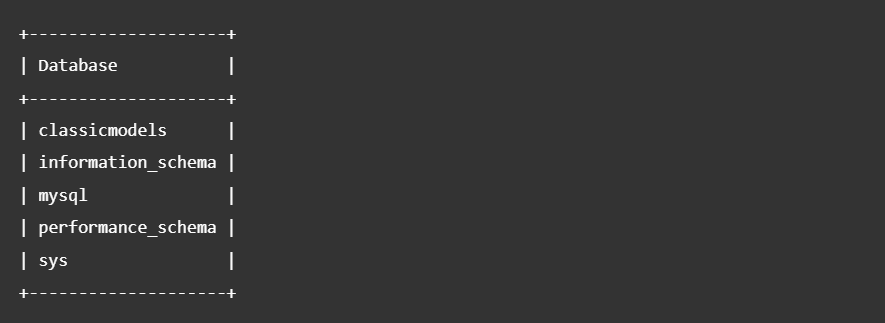 +--------------------+
| Database           |
+--------------------+
| classicmodels      |
| information_schema |
| mysql              |
| performance_schema |
| sys                |
+--------------------+